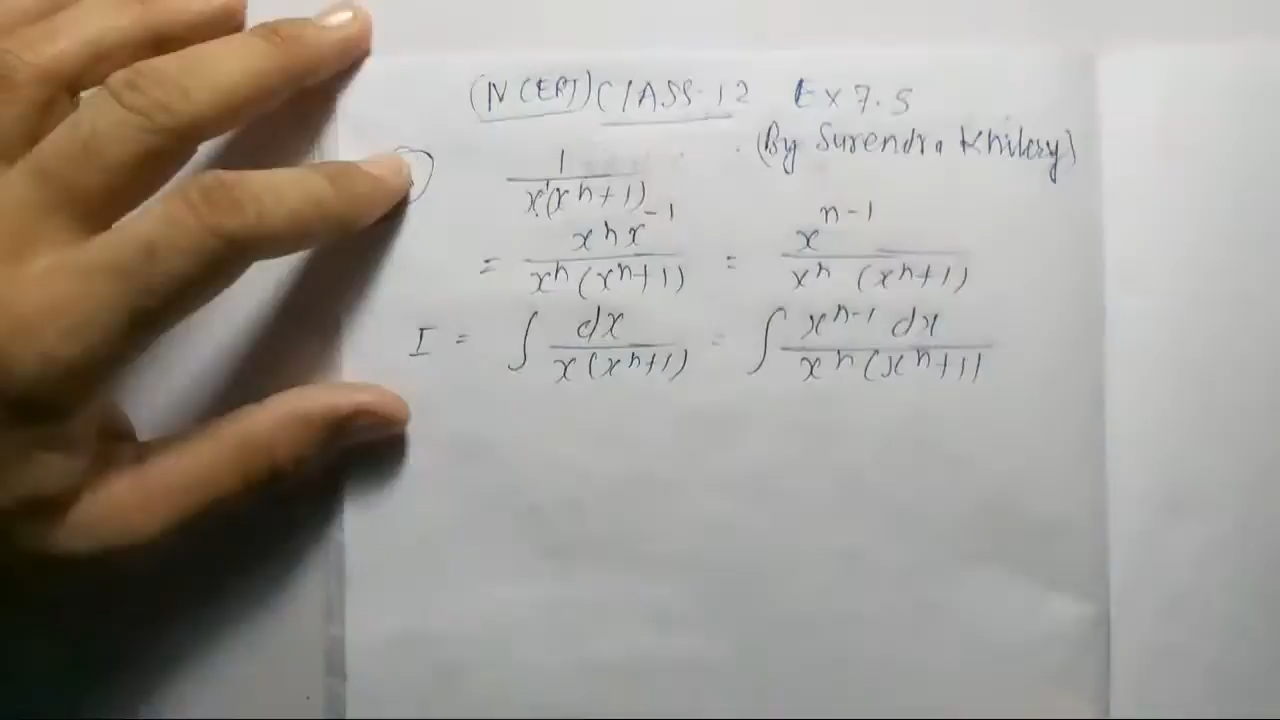 (NCERT) CLASS-12 EX 7.5
(By Surendra Khilery)
1/x(x^n+1)
= x^n x^-1/x^n(x^n+1) = x^n-1/x^n (x^n+1)
I = ∫ dx/x(x^n+1) = ∫ x^n-1 dx/x^n(x^n+1)